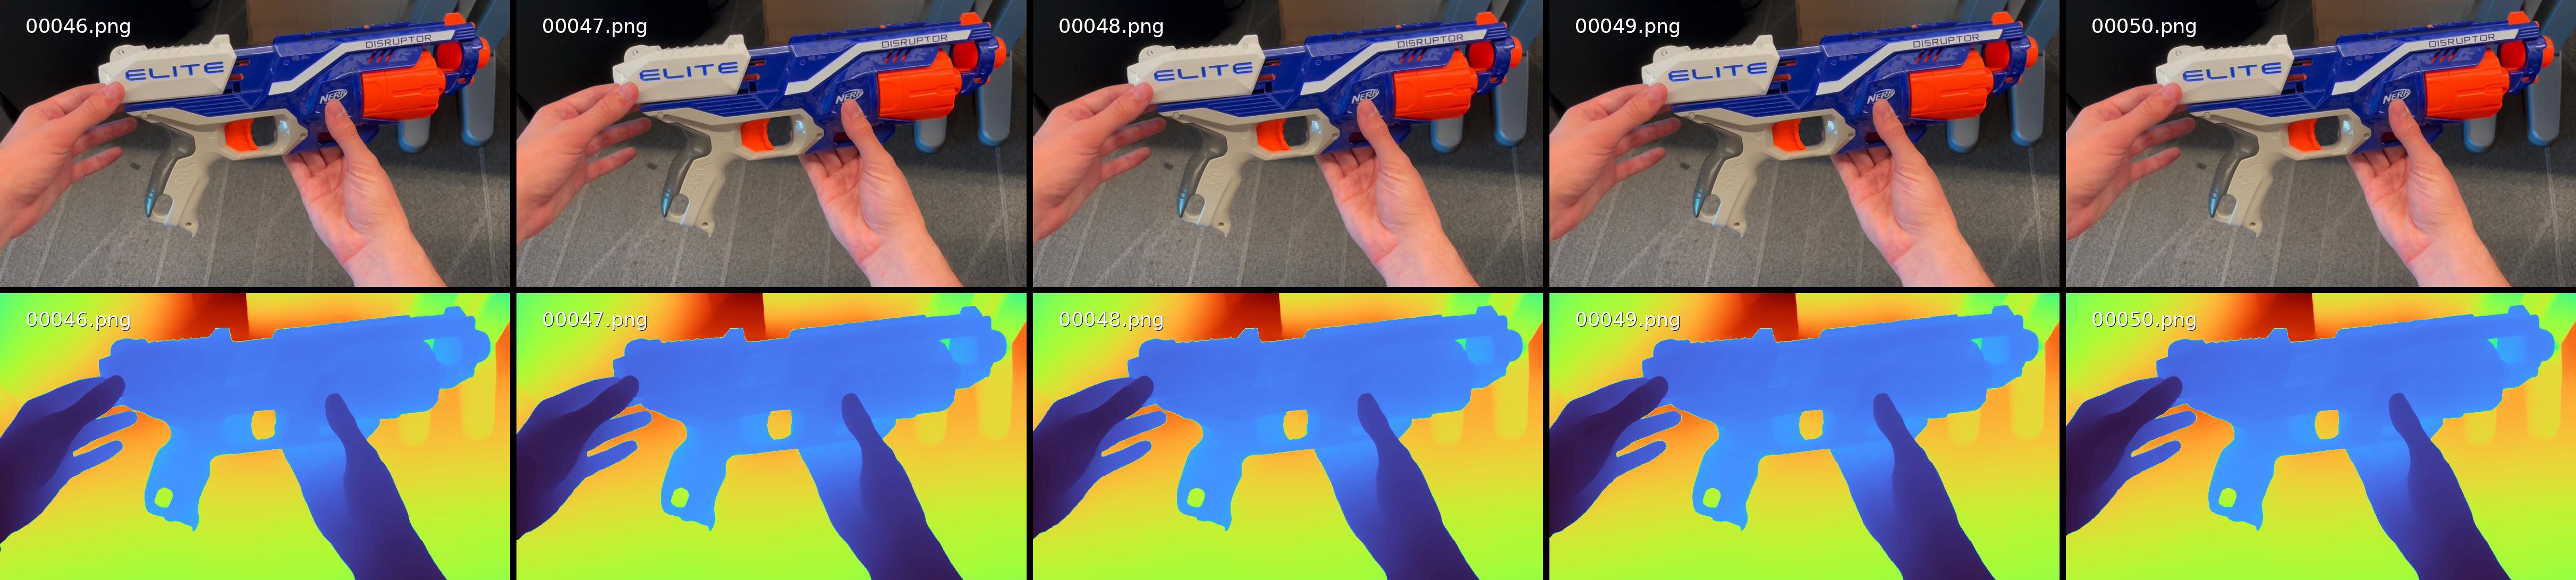 00046.png
DISRUPTOR
ELITE
NERF
00047.png
DISRUPTOR
ELITE
NERF
00048.png
DISRUPTOR
ELITE
NERF
00049.png
DISRUPTOR
ELITE
NERF
00050.png
DISRUPTOR
ELITE
NERF
00046.png
00047.png
00048.png
00049.png
00050.png